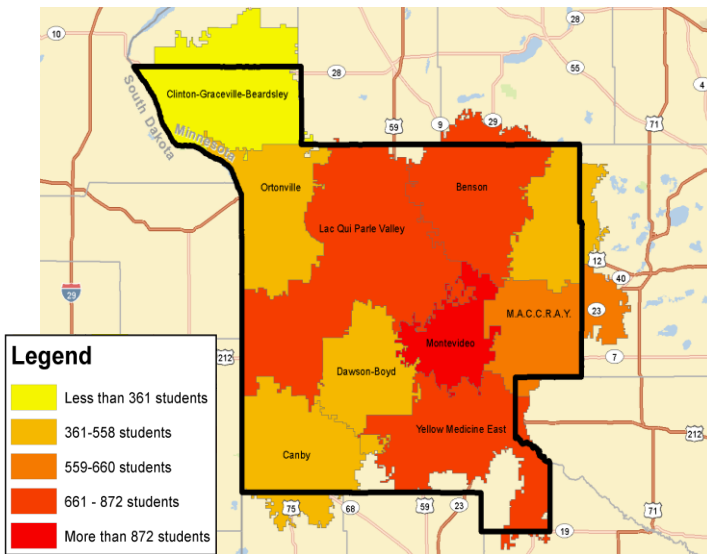 10
28
28
55
4
South Dakota
Minnesota
Clinton-Graceville-Beardsley
59
9
29
71
Ortonville
Benson
Lac Qui Parle Valley
12
40
29
23
M.A.C.C.R.A.Y.
Montevideo
7
212
Dawson-Boyd
Yellow Medicine East
212
Canby
75
68
59
23
19
71
Legend
Less than 361 students
361-558 students
559-660 students
661 - 872 students
More than 872 students